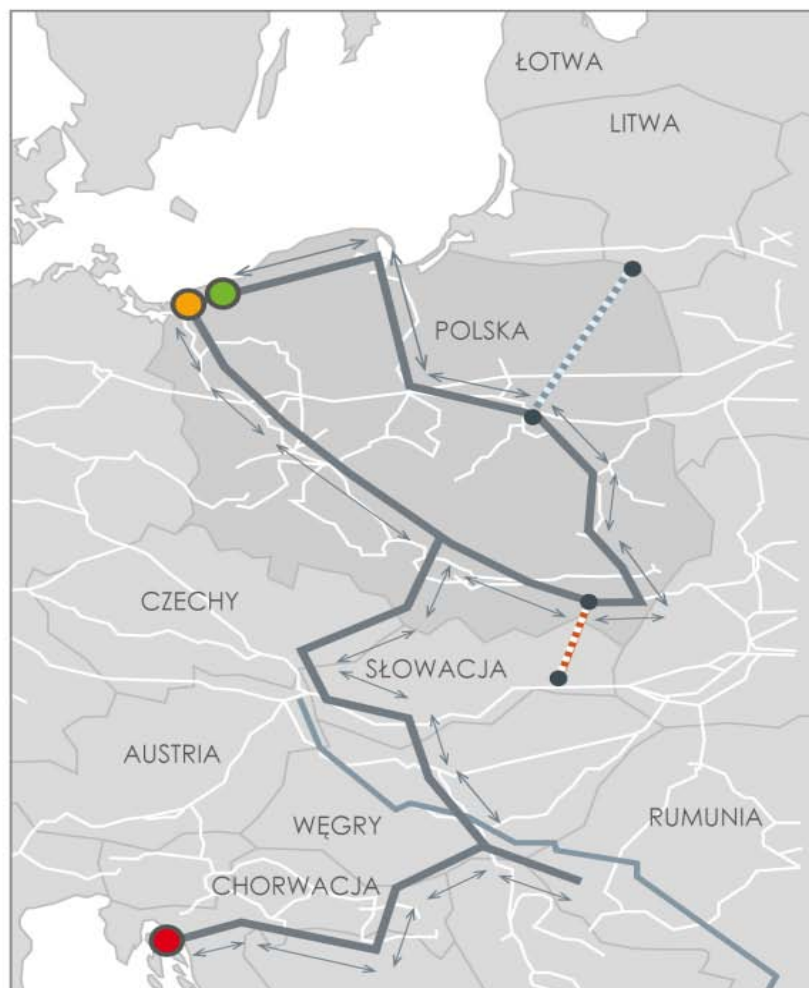 ŁOTWA
LITWA
POLSKA
CZECHY
SŁOWACJA
AUSTRIA
WĘGRY
RUMUNIA
CHORWACJA